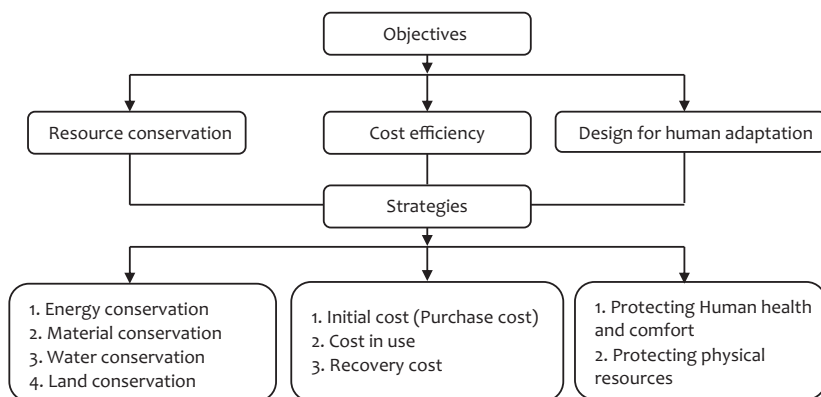 Objectives
Resource conservation
Cost efficiency
Design for human adaptation
Strategies
1. Energy conservation
2. Material conservation
3. Water conservation
4. Land conservation
1. Initial cost (Purchase cost)
2. Cost in use
3. Recovery cost
1. Protecting Human health
and comfort
2. Protecting physical
resources